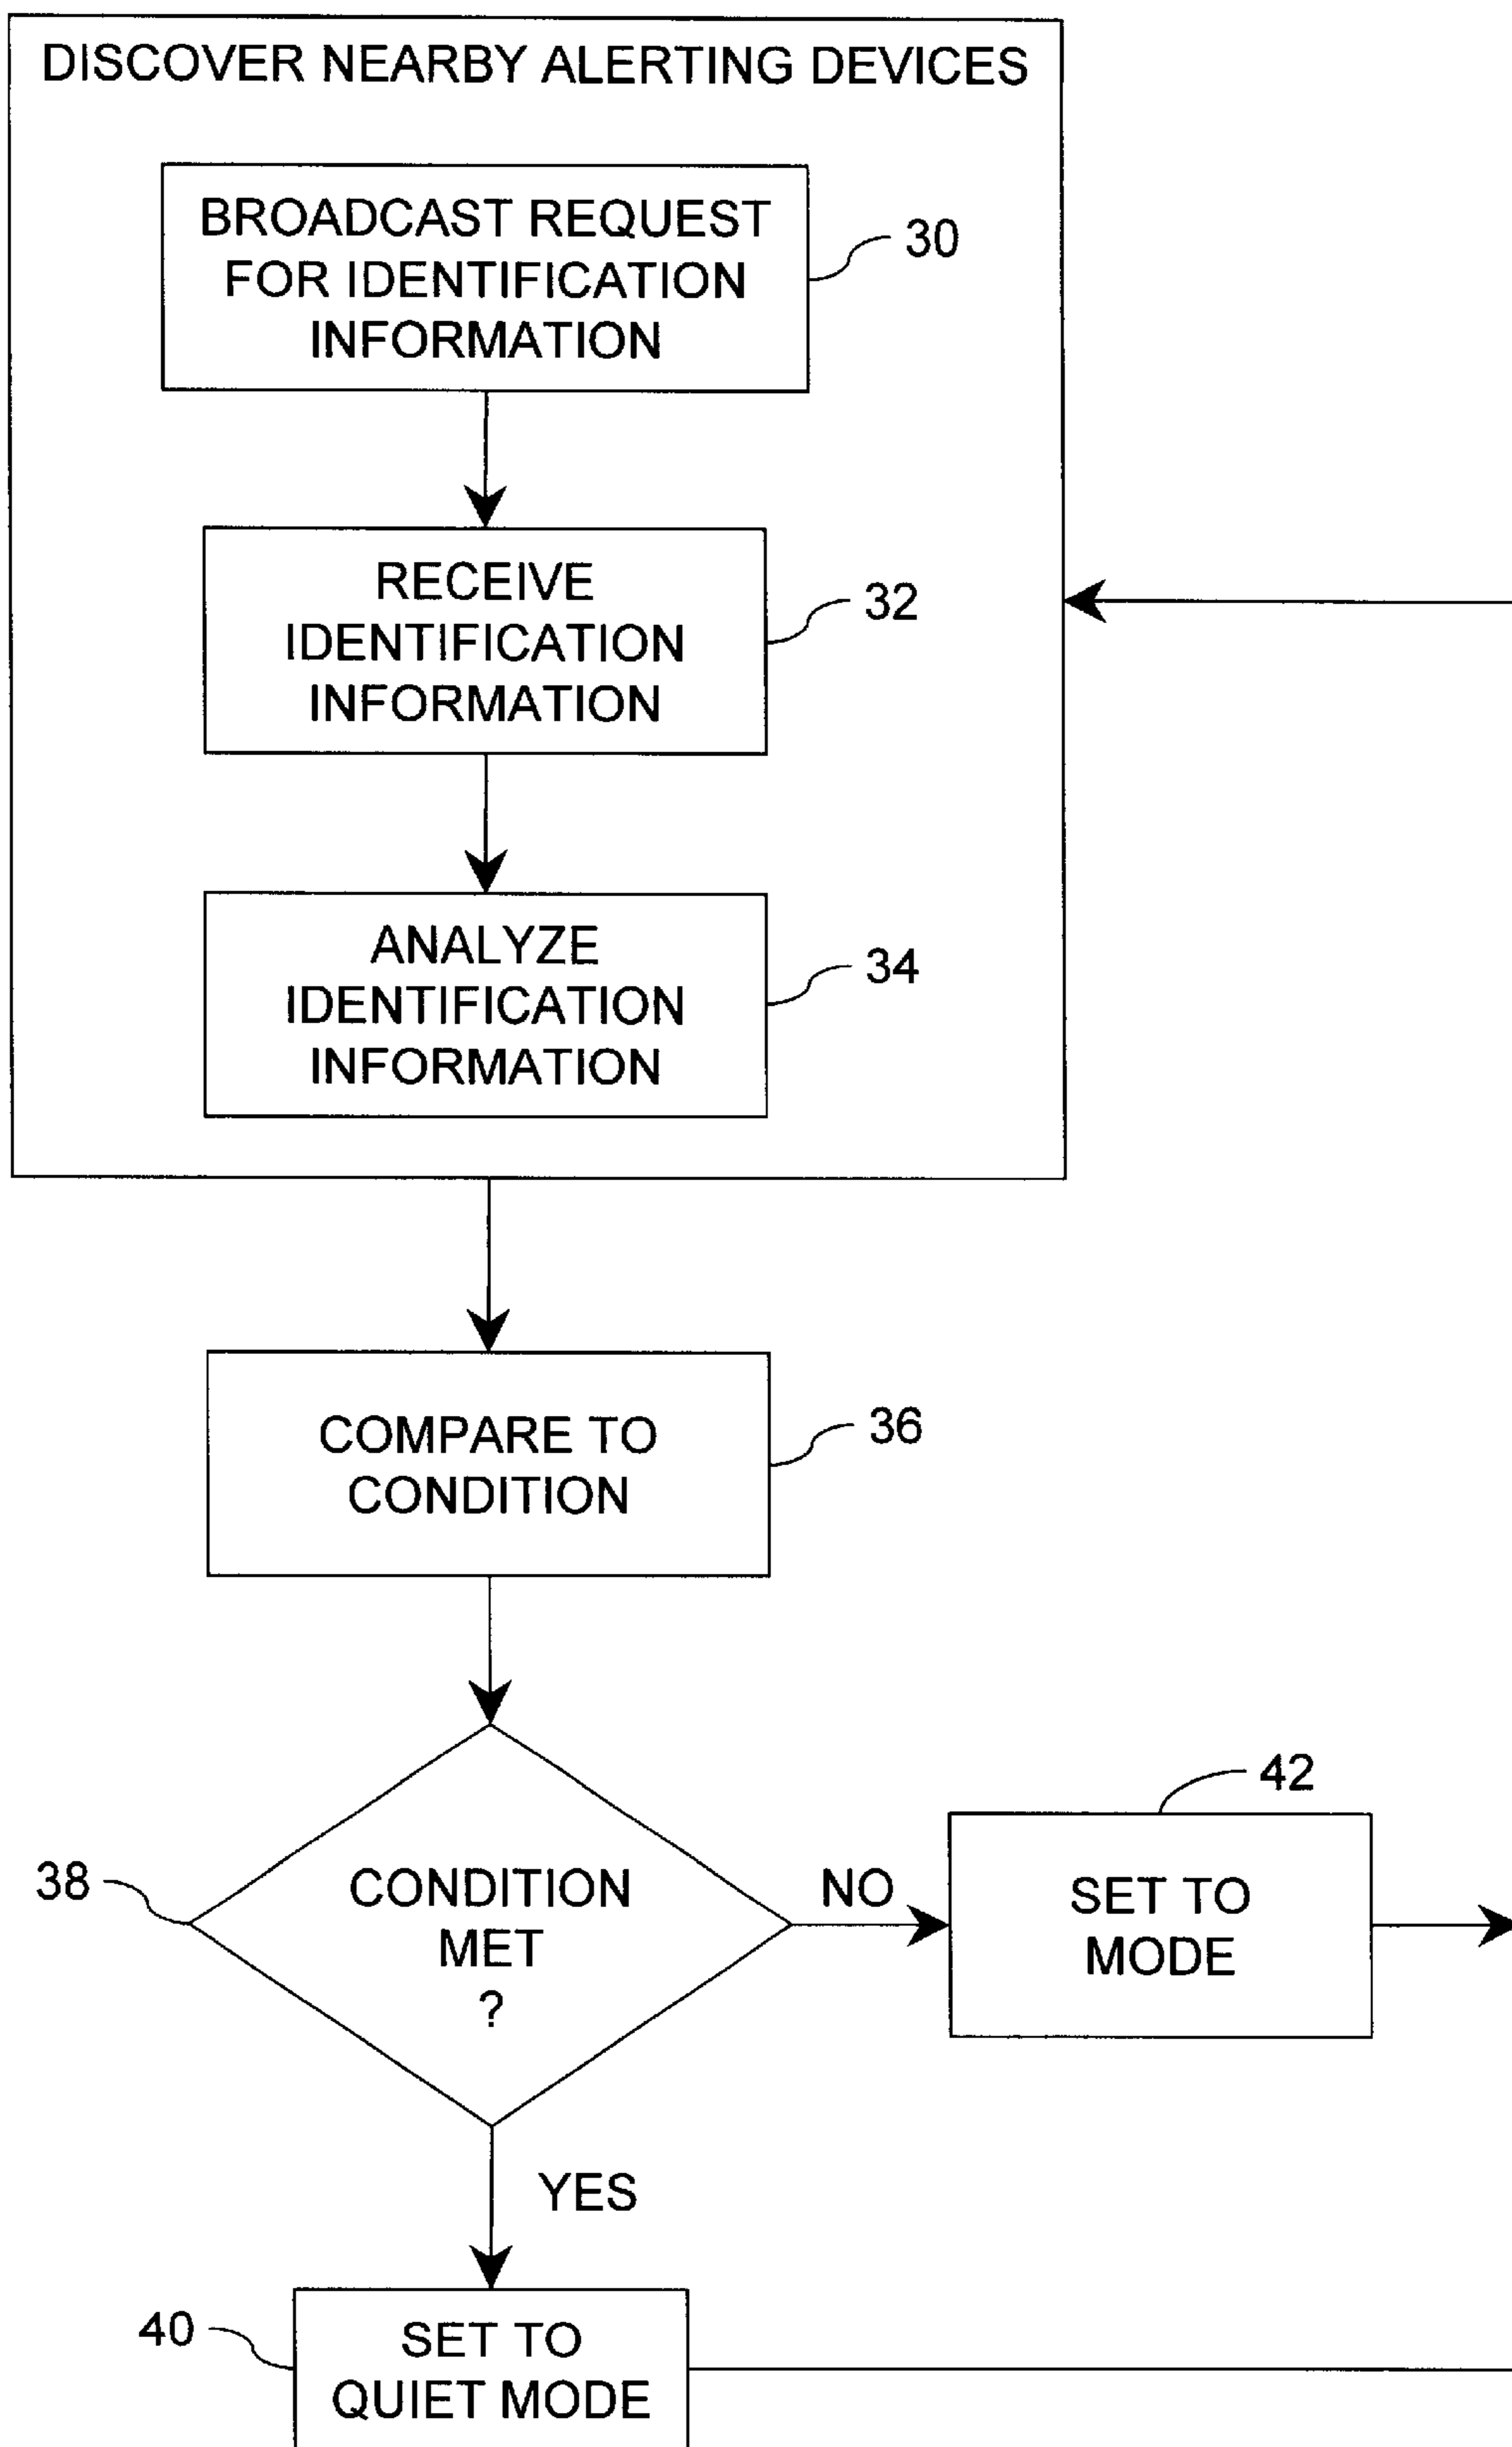 DISCOVER NEARBY ALERTING DEVICES
BROADCAST REQUEST
FOR IDENTIFICATION
INFORMATION
30
RECEIVE
IDENTIFICATION
INFORMATION
32
ANALYZE
IDENTIFICATION
INFORMATION
34
COMPARE TO
CONDITION
36
38
CONDITION
MET
?
NO
42
SET TO
MODE
YES
40
SET TO
QUIET MODE